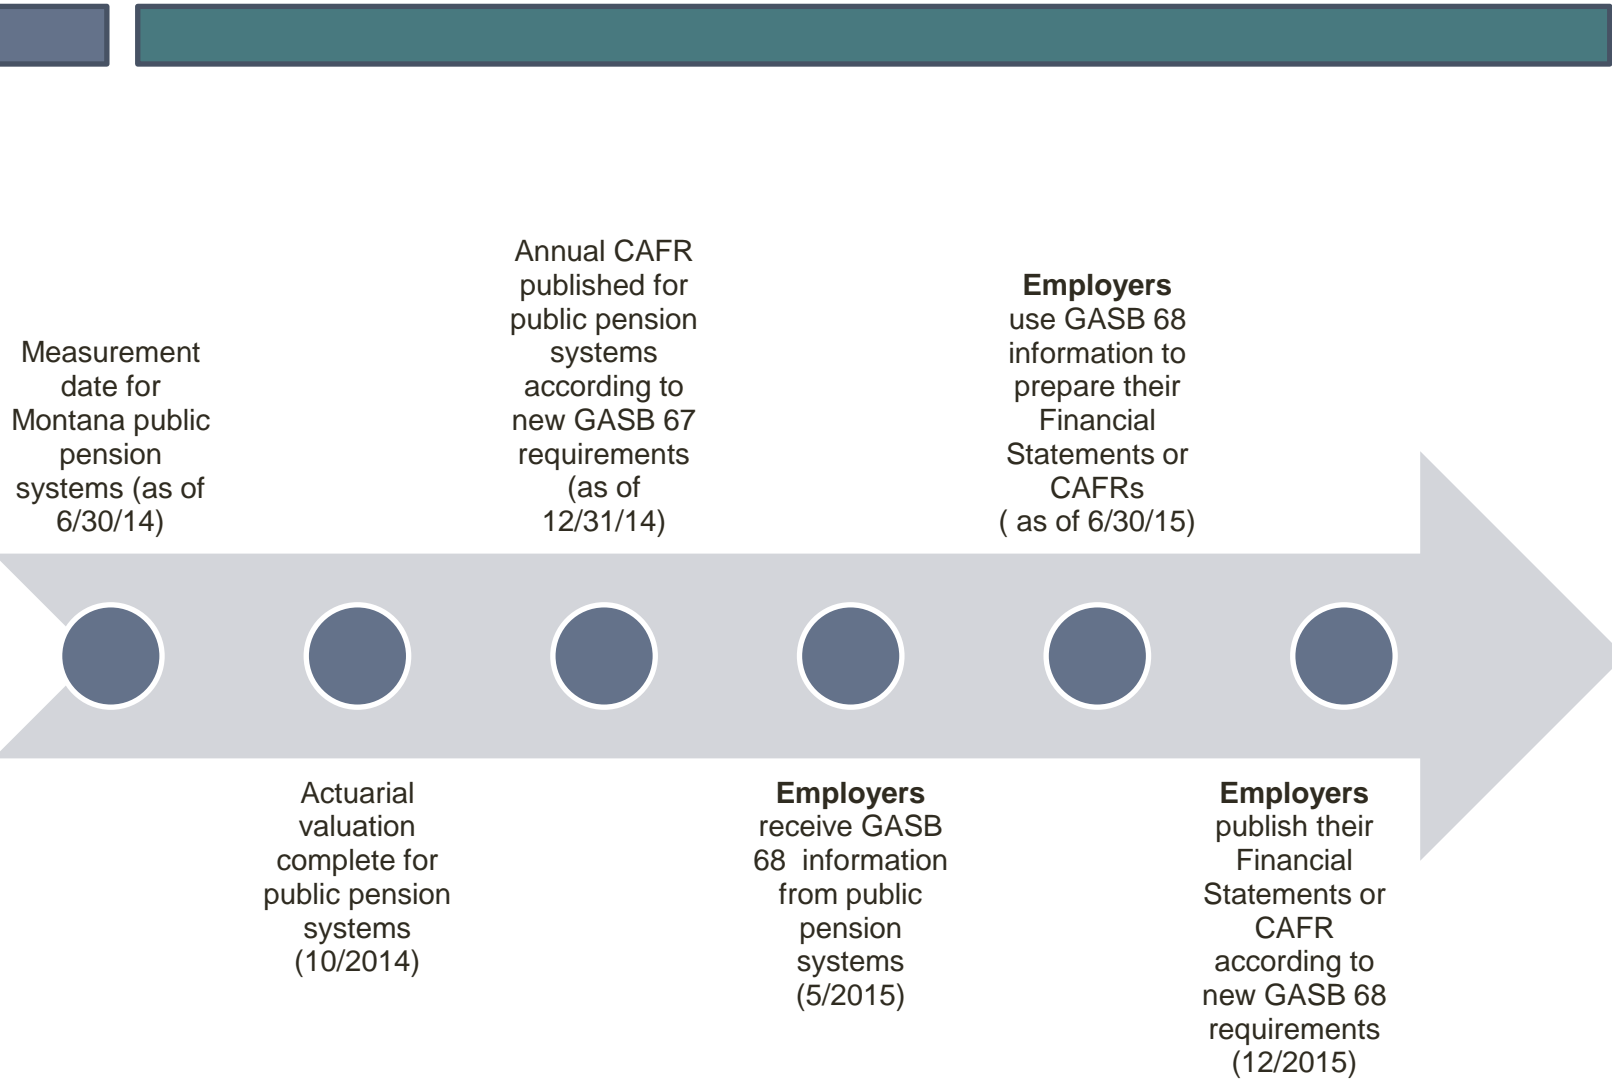 Measurement
date for
Montana public
pension
systems (as of
6/30/14)
Actuarial
valuation
complete for
public pension
systems
(10/2014)
Annual CAFR
published for
public pension
systems
according to
new GASB 67
requirements
(as of
12/31/14)
Employers
receive GASB
68  information
from public
pension
systems
(5/2015)
Employers
use GASB 68
information to
prepare their
Financial
Statements or
CAFRs
( as of 6/30/15)
Employers
publish their
Financial
Statements or
CAFR
according to
new GASB 68
requirements
(12/2015)